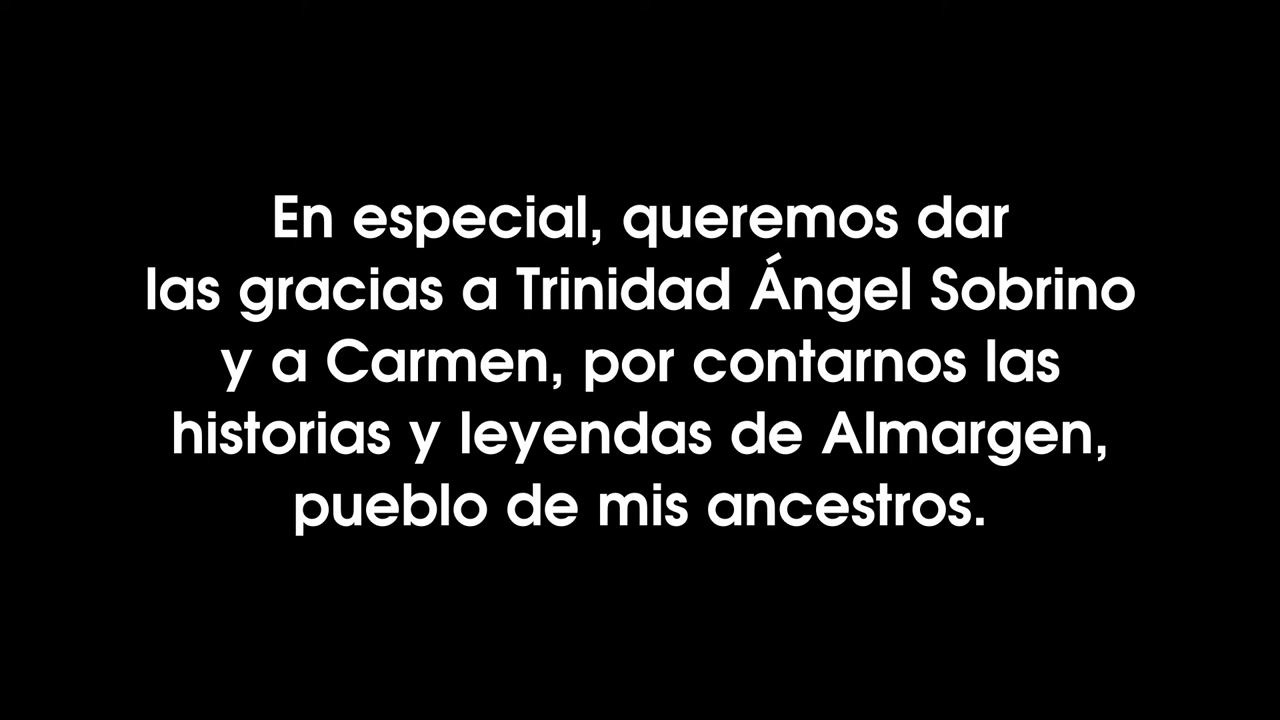 En especial, queremos dar
las gracias a Trinidad Ángel Sobrino
y a Carmen, por contarnos las
historias y leyendas de Almargen,
pueblo de mis ancestros.